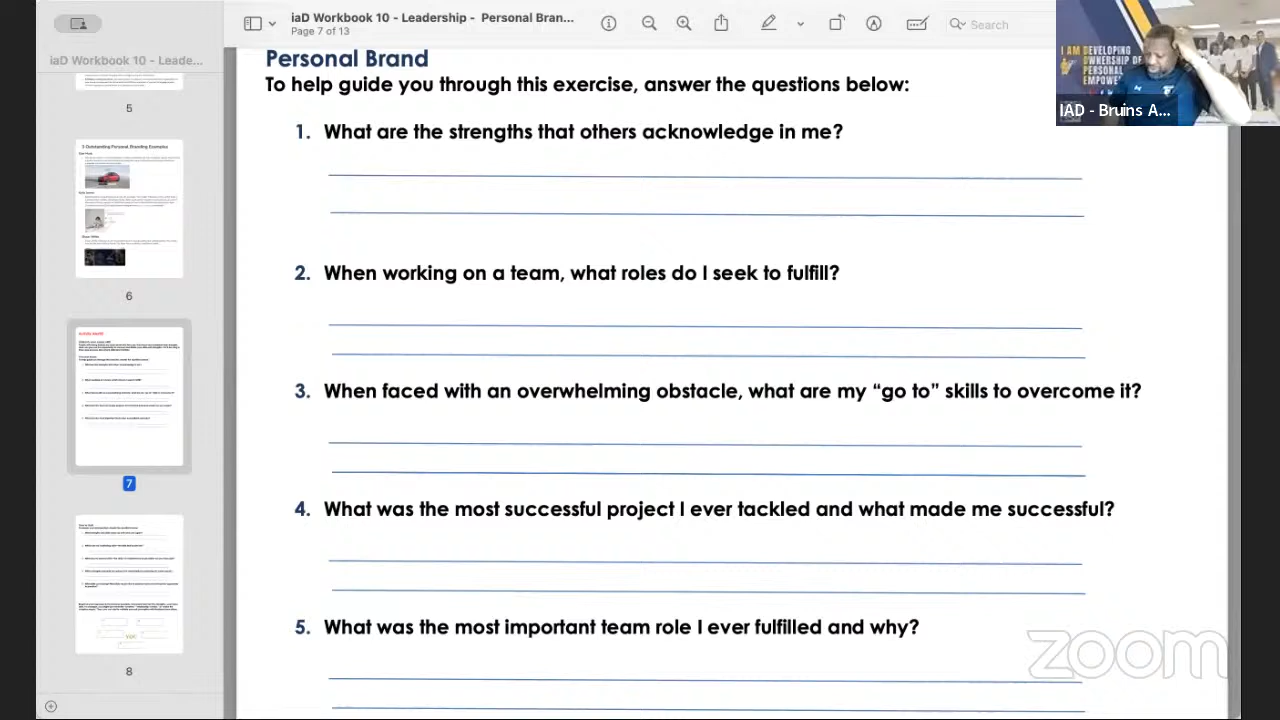 iaD Workbook 10 - Leadership -  Personal Bran...
Page 7 of 13
Search
iaD Workbook 10 - Leade...
5
3 Outstanding Personal Branding Examples
6
7
8
Personal Brand
To help guide you through this exercise, answer the questions below:
1. What are the strengths that others acknowledge in me?
2. When working on a team, what roles do I seek to fulfill?
3. When faced with an overwhelming obstacle, what are my “go to” skills to overcome it?
4. What was the most successful project I ever tackled and what made me successful?
5. What was the most important team role I ever fulfilled and why?
I AM DEVELOPING
OWNERSHIP OF
PERSONAL
IAD - Bruins A...
zoom